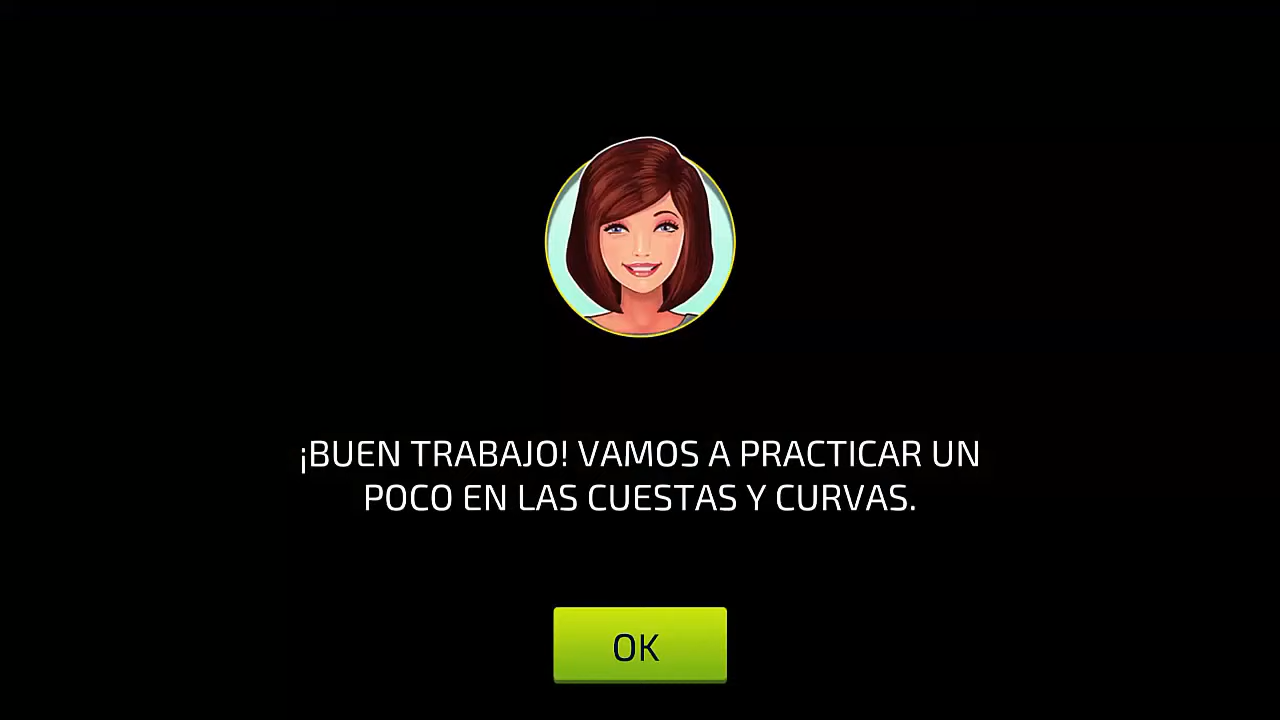 ¡BUEN TRABAJO! VAMOS A PRACTICAR UN
POCO EN LAS CUESTAS Y CURVAS.
OK